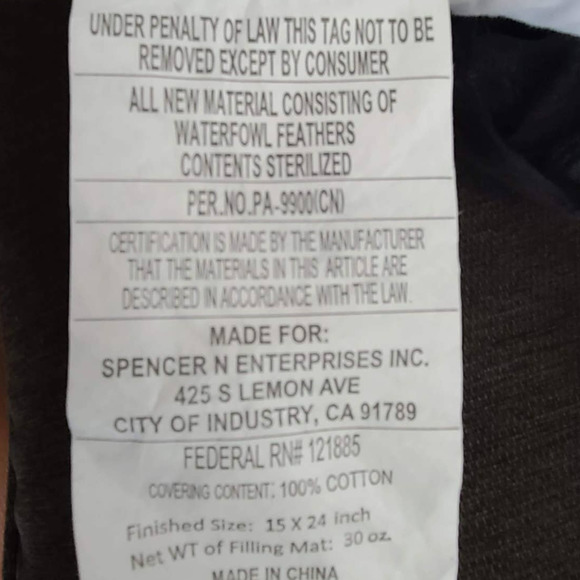 UNDER PENALTY OF LAW THIS TAG NOT TO BE
REMOVED EXCEPT BY CONSUMER
ALL NEW MATERIAL CONSISTING OF
WATERFOWL FEATHERS
CONTENTS STERILIZED
PER.NO.PA-9900(CN)
CERTIFICATION IS MADE BY THE MANUFACTURER
THAT THE MATERIALS IN THIS ARTICLE ARE
DESCRIBED IN ACCORDANCE WITH THE LAW.
MADE FOR:
SPENCER N ENTERPRISES INC.
425 S LEMON AVE
CITY OF INDUSTRY, CA 91789
FEDERAL RN# 121885
COVERING CONTENT: 100% COTTON
Finished Size: 15 X 24 inch
Net WT of Filling Mat: 30 oz.
MADE IN CHINA